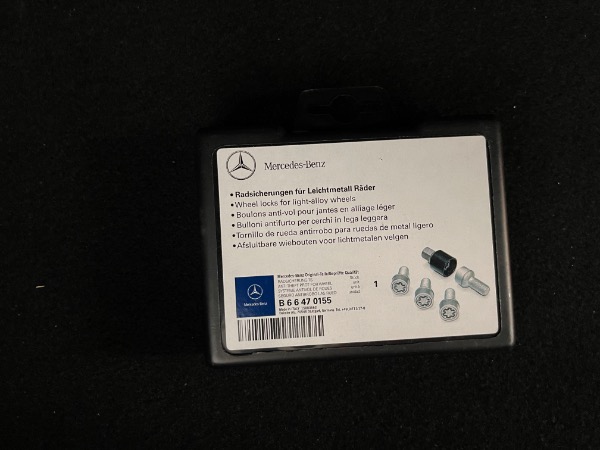 Mercedes-Benz
• Radsicherungen für Leichtmetall Räder
• Wheel locks for light-alloy wheels
• Boulons anti-vol pour jantes en alliage léger
• Bulloni antifurto per cerchi in lega leggera
• Tornillo de rueda antirrobo para ruedas de metal ligero
• Afsluitbare wiebouten voor lichtmetalen velgen
Mercedes-Benz
B 6 6 47 0155
1